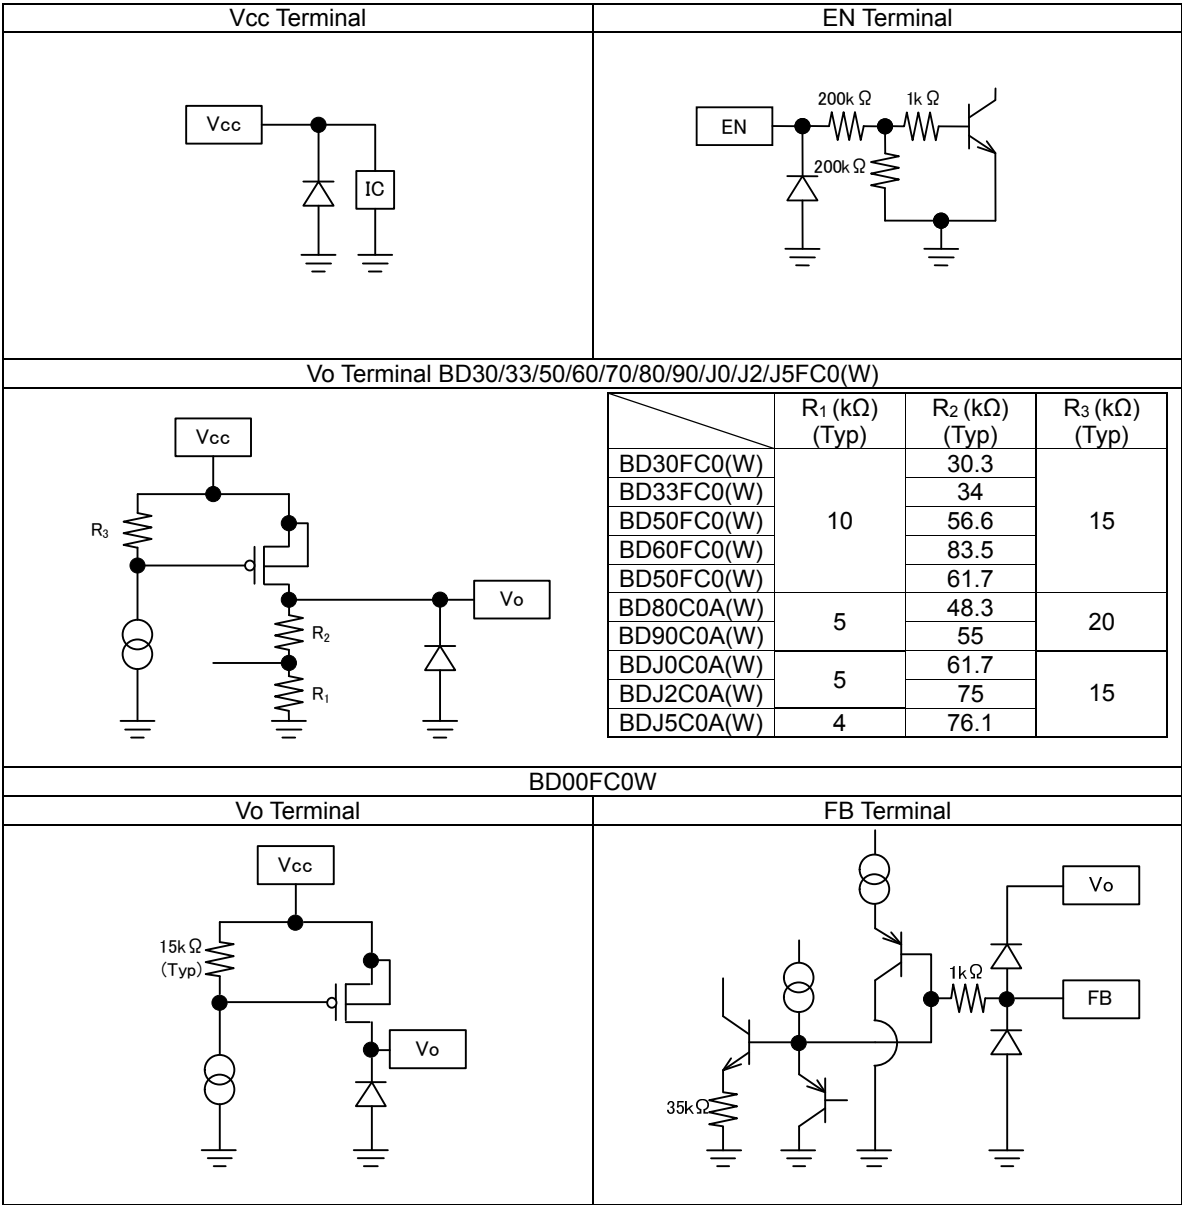 Vcc Terminal
EN Terminal
Vcc
IC
EN
200kΩ
1kΩ
200kΩ
Vo Terminal BD30/33/50/60/70/80/90/J0/J2/J5FC0(W)
Vcc
R3
Vo
R2
R1
R1 (kΩ) (Typ) R2 (kΩ) (Typ) R3 (kΩ) (Typ)
BD30FC0(W) 10 30.3 15
BD33FC0(W) 34
BD50FC0(W) 56.6
BD60FC0(W) 83.5
BD50FC0(W) 61.7
BD80C0A(W) 5 48.3 20
BD90C0A(W) 55
BDJ0C0A(W) 5 61.7 15
BDJ2C0A(W) 75
BDJ5C0A(W) 4 76.1
BD00FC0W
Vo Terminal
FB Terminal
Vcc
15kΩ
(Typ)
Vo
Vo
1kΩ
FB
35kΩ